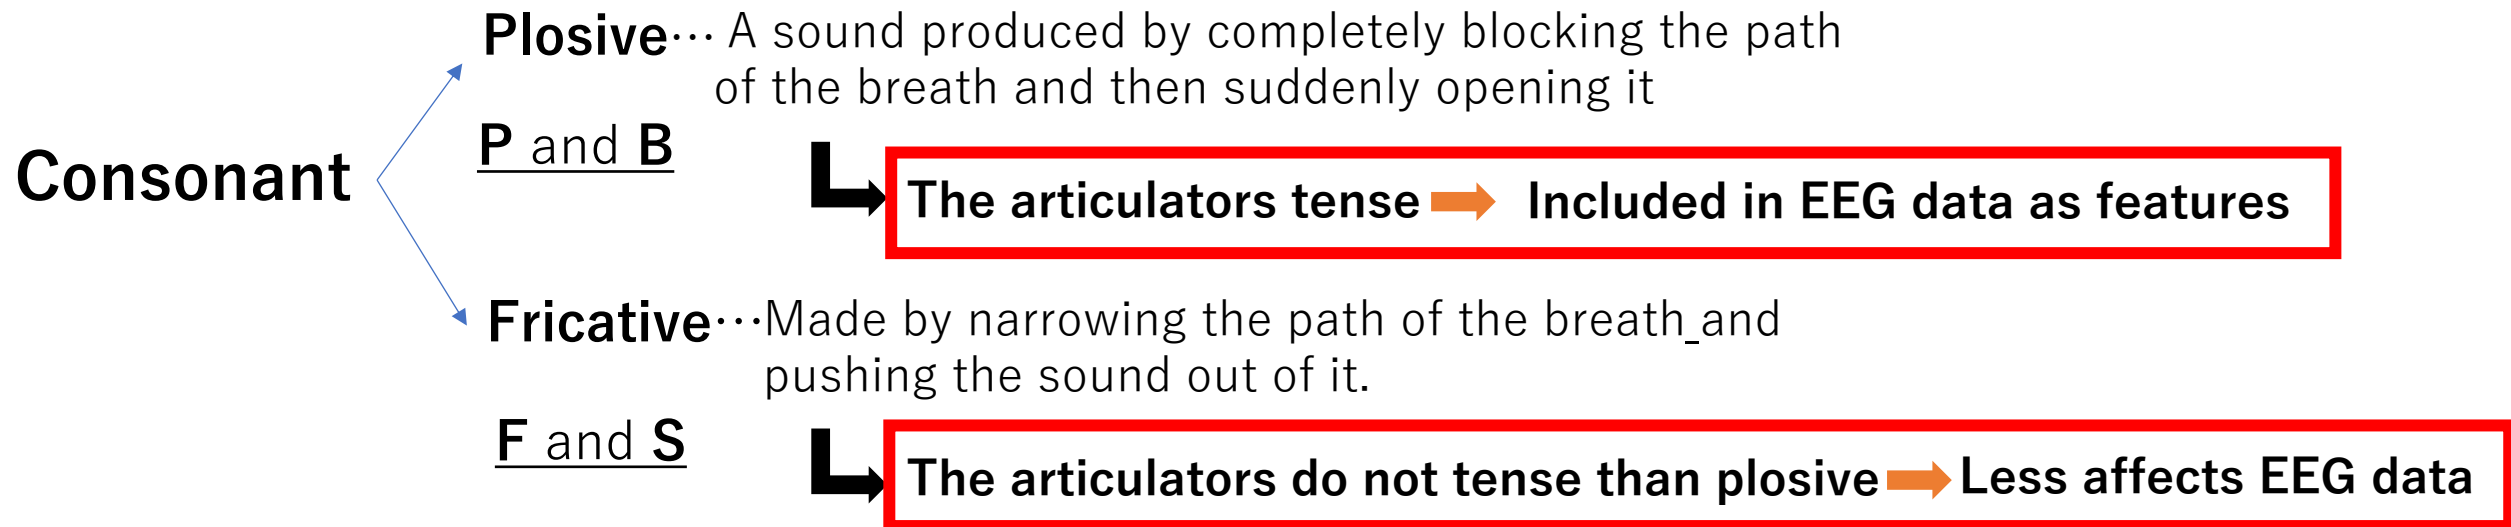 Plosive… A sound produced by completely blocking the path
of the breath and then suddenly opening it
P and B
Consonant
The articulators tense Included in EEG data as features
Fricative…Made by narrowing the path of the breath and
pushing the sound out of it.
F and S
The articulators do not tense than plosive Less affects EEG data